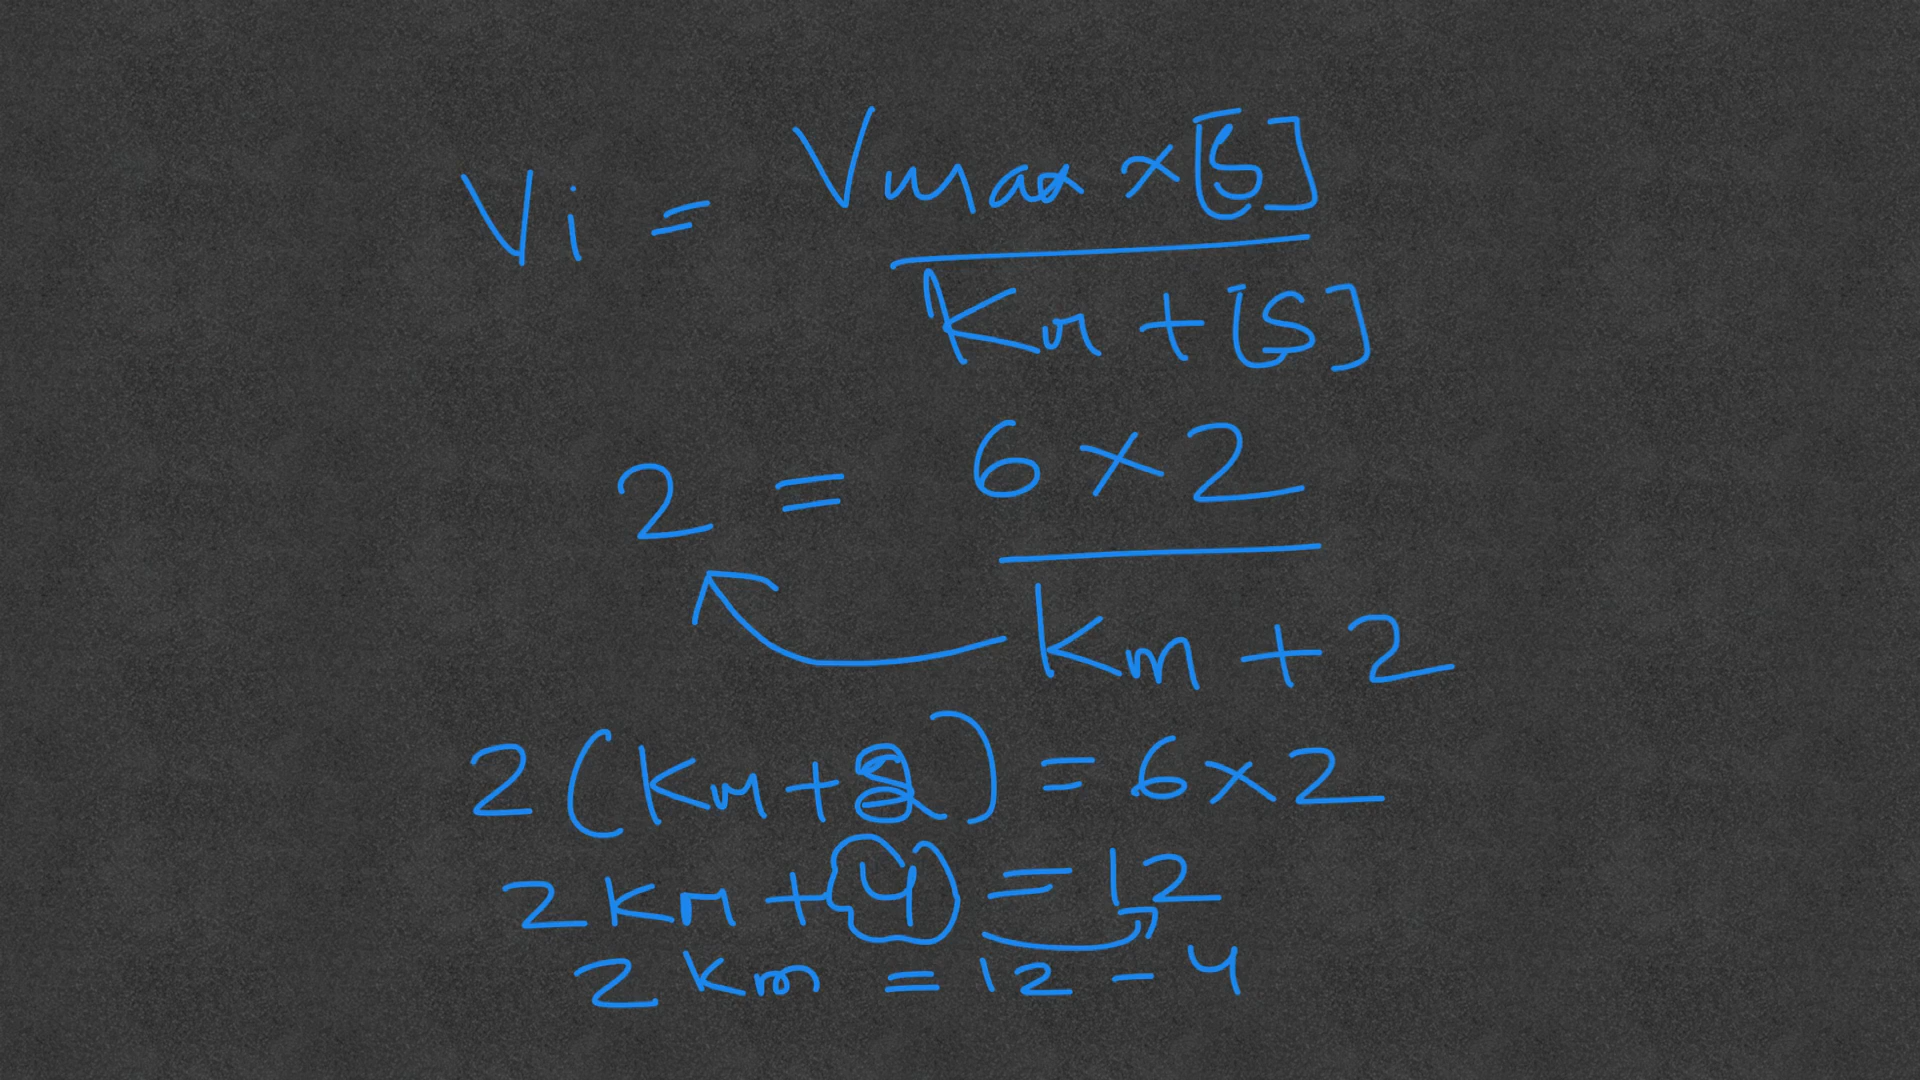 Vi = Vmax × [S]
Km + [S]
2 = 6 × 2
Km + 2
2 (Km + 2) = 6 × 2
2 Km + 4 = 12
2 Km = 12 - 4